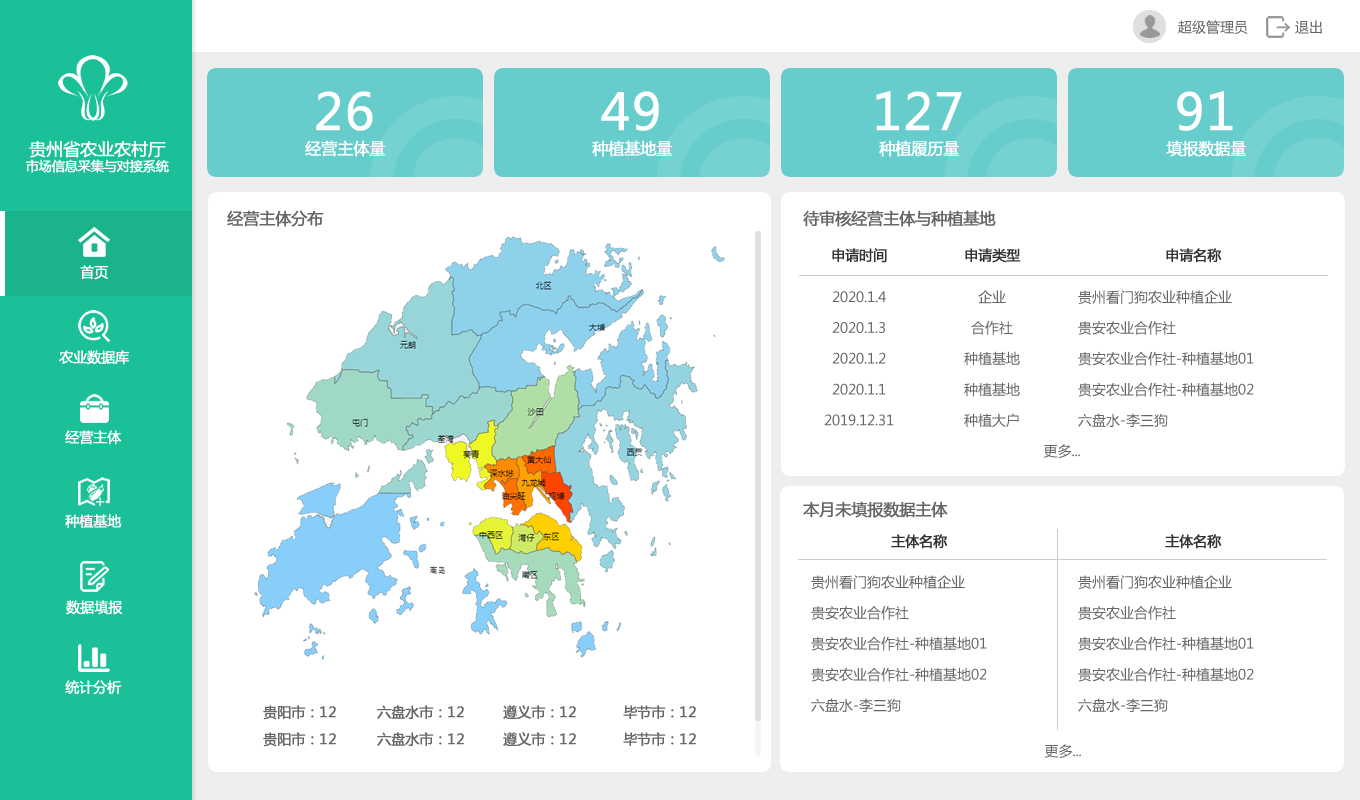 超级管理员
退出
贵州省农业农村厅
市场信息采集与对接系统
首页
农业数据库
经营主体
种植基地
数据填报
统计分析
26
经营主体量
49
种植基地量
127
种植履历量
91
填报数据量
经营主体分布
北区
大埔
元朗
屯门
沙田
荃湾
葵青
西贡
黄大仙
深水埗
九龙城
油尖旺
观塘
中西区
湾仔
东区
南区
离岛
贵阳市：12 六盘水市：12 遵义市：12 毕节市：12
贵阳市：12 六盘水市：12 遵义市：12 毕节市：12
待审核经营主体与种植基地
申请时间 申请类型 申请名称
2020.1.4 企业 贵州看门狗农业种植企业
2020.1.3 合作社 贵安农业合作社
2020.1.2 种植基地 贵安农业合作社-种植基地01
2020.1.1 种植基地 贵安农业合作社-种植基地02
2019.12.31 种植大户 六盘水-李三狗
更多...
本月未填报数据主体
主体名称 主体名称
贵州看门狗农业种植企业 贵州看门狗农业种植企业
贵安农业合作社 贵安农业合作社
贵安农业合作社-种植基地01 贵安农业合作社-种植基地01
贵安农业合作社-种植基地02 贵安农业合作社-种植基地02
六盘水-李三狗 六盘水-李三狗
更多...